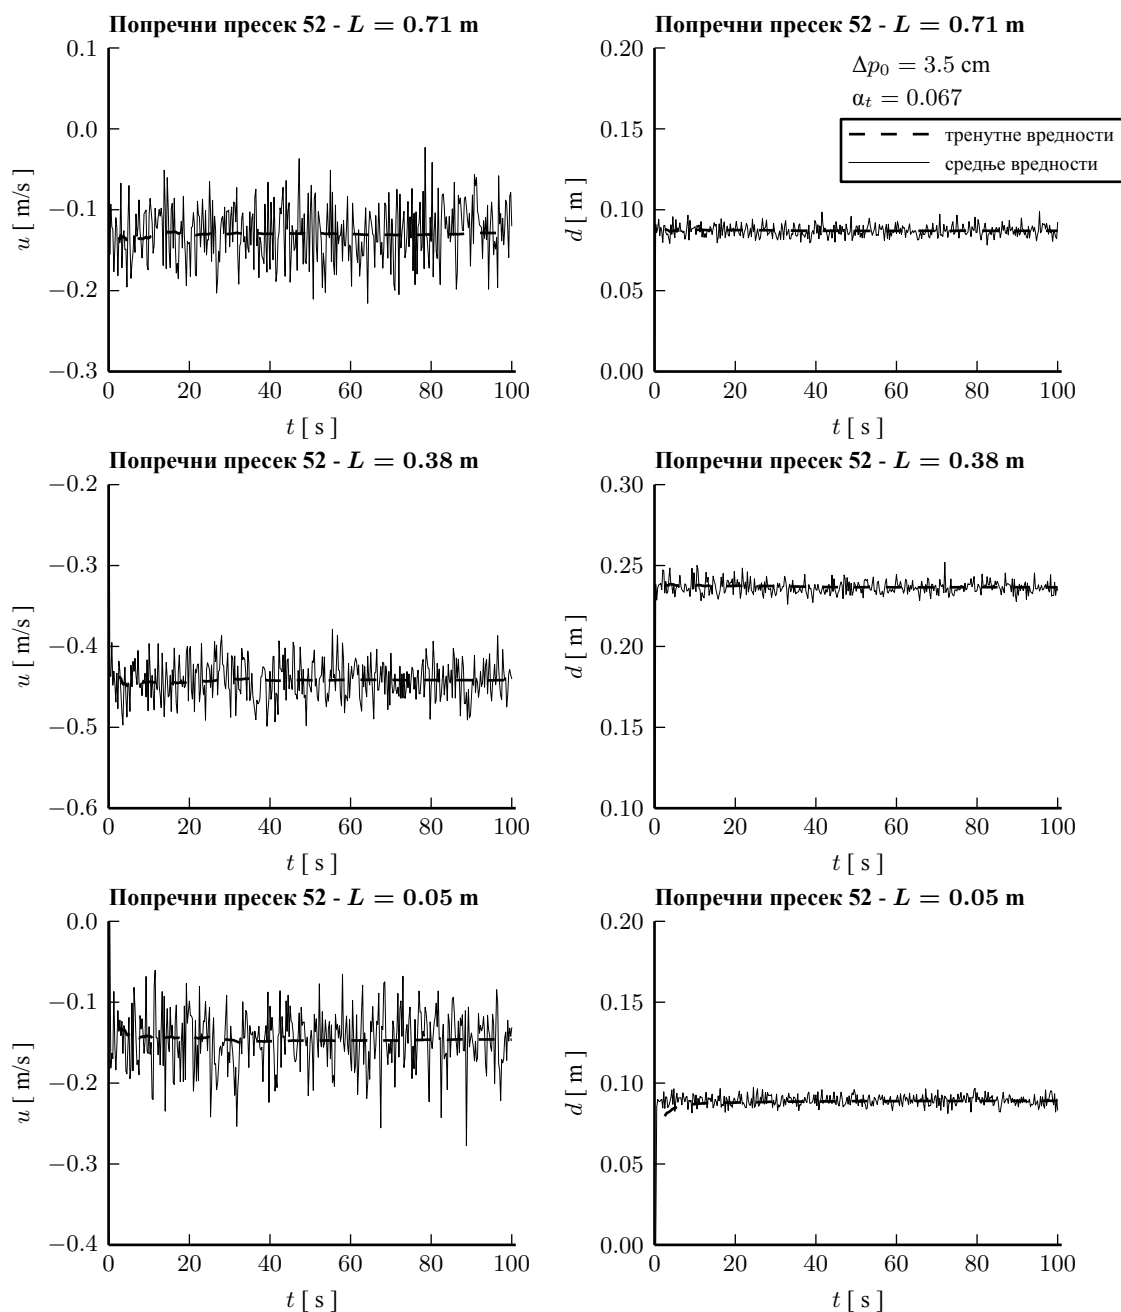 Попречни пресек 52 - L = 0.71 m
0.1
0.0
−0.1
−0.2
−0.3
u [ m/s ]
0 20 40 60 80 100
t [ s ]
Попречни пресек 52 - L = 0.71 m
Δp₀ = 3.5 cm
αₜ = 0.067
тренутне вредности
средње вредности
0.20
0.15
0.10
0.05
0.00
d [ m ]
0 20 40 60 80 100
t [ s ]
Попречни пресек 52 - L = 0.38 m
−0.2
−0.3
−0.4
−0.5
−0.6
u [ m/s ]
0 20 40 60 80 100
t [ s ]
Попречни пресек 52 - L = 0.38 m
0.30
0.25
0.20
0.15
0.10
d [ m ]
0 20 40 60 80 100
t [ s ]
Попречни пресек 52 - L = 0.05 m
0.0
−0.1
−0.2
−0.3
−0.4
u [ m/s ]
0 20 40 60 80 100
t [ s ]
Попречни пресек 52 - L = 0.05 m
0.20
0.15
0.10
0.05
0.00
d [ m ]
0 20 40 60 80 100
t [ s ]